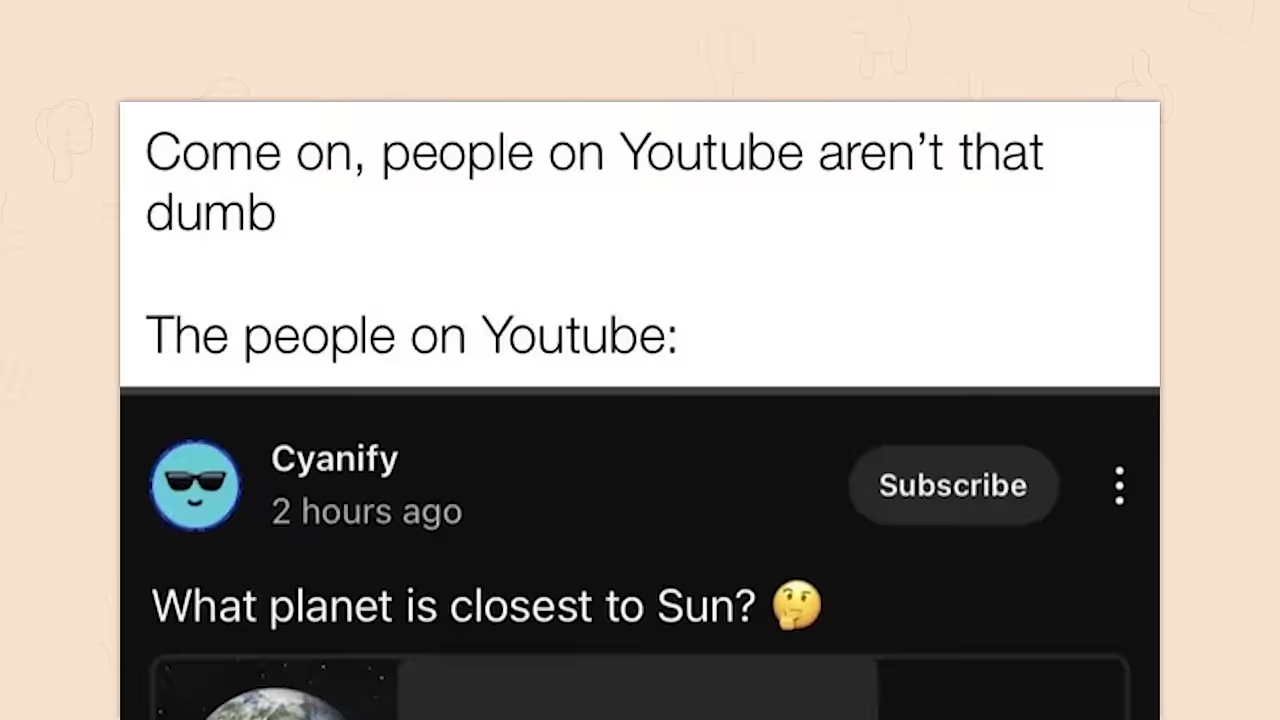 Come on, people on Youtube aren’t that
dumb
The people on Youtube:
Cyanify
2 hours ago
Subscribe
What planet is closest to Sun? 🤔